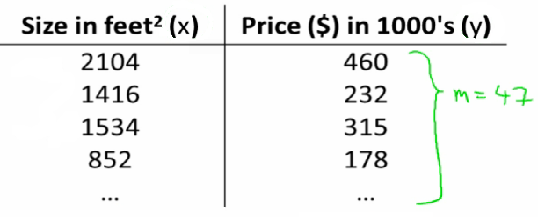 Size in feet² (x) Price ($) in 1000's (y)
2104 460
1416 232
1534 315
852 178
... ...
m = 47